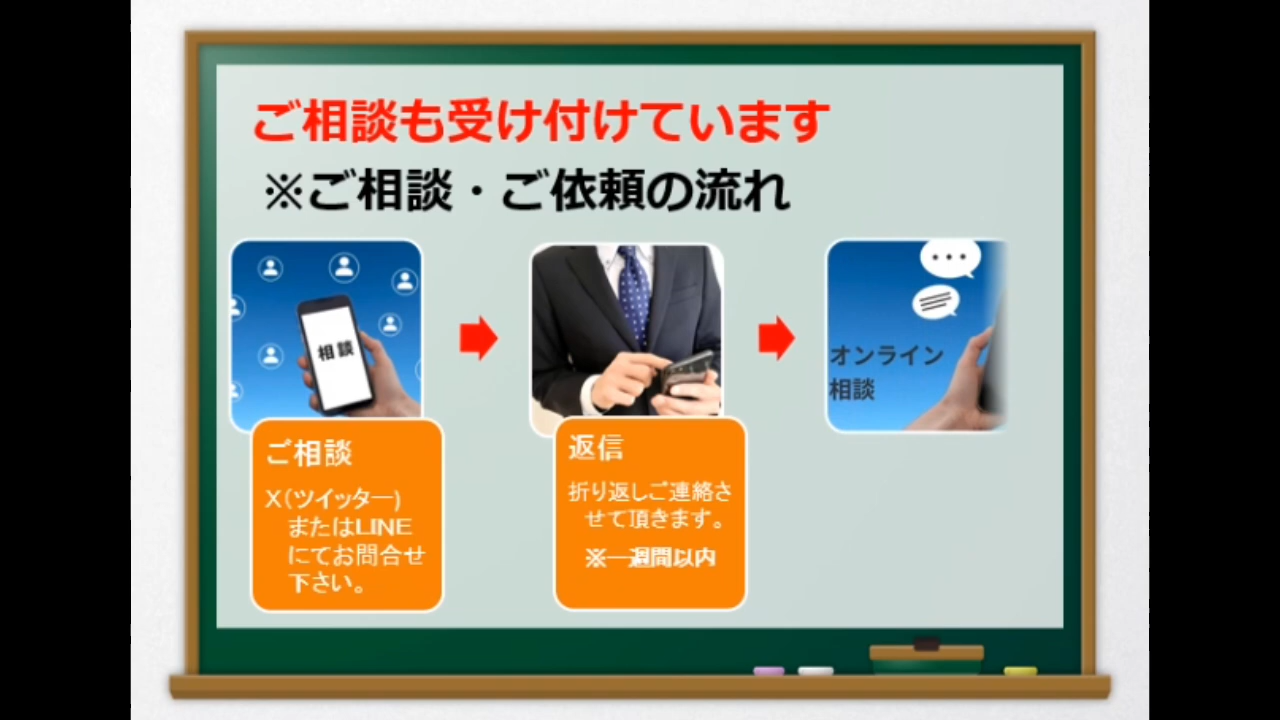 ご相談も受け付けています
※ご相談・ご依頼の流れ
相談
ご相談
X(ツイッター)
またはLINE
にてお問合せ
下さい。
返信
折り返しご連絡さ
せて頂きます。
※一週間以内
オンライン
相談